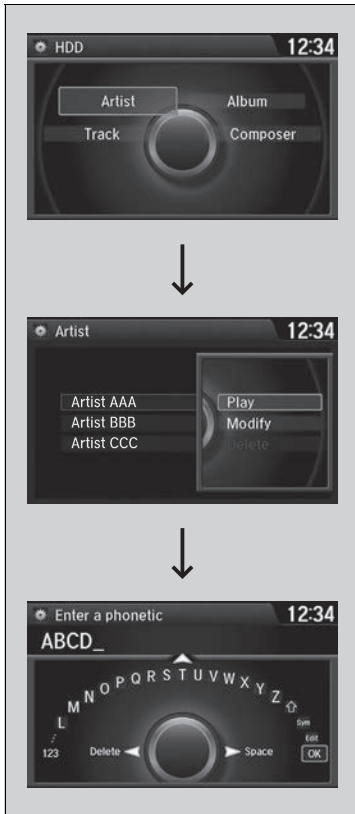 HDD 12:34
Artist Album
Track Composer
Artist 12:34
Artist AAA Play
Artist BBB Modify
Artist CCC Delete
Enter a phonetic 12:34
ABCD_
L M N O P Q R S T U V W X Y Z
Sym
Edit
123 Delete Space OK